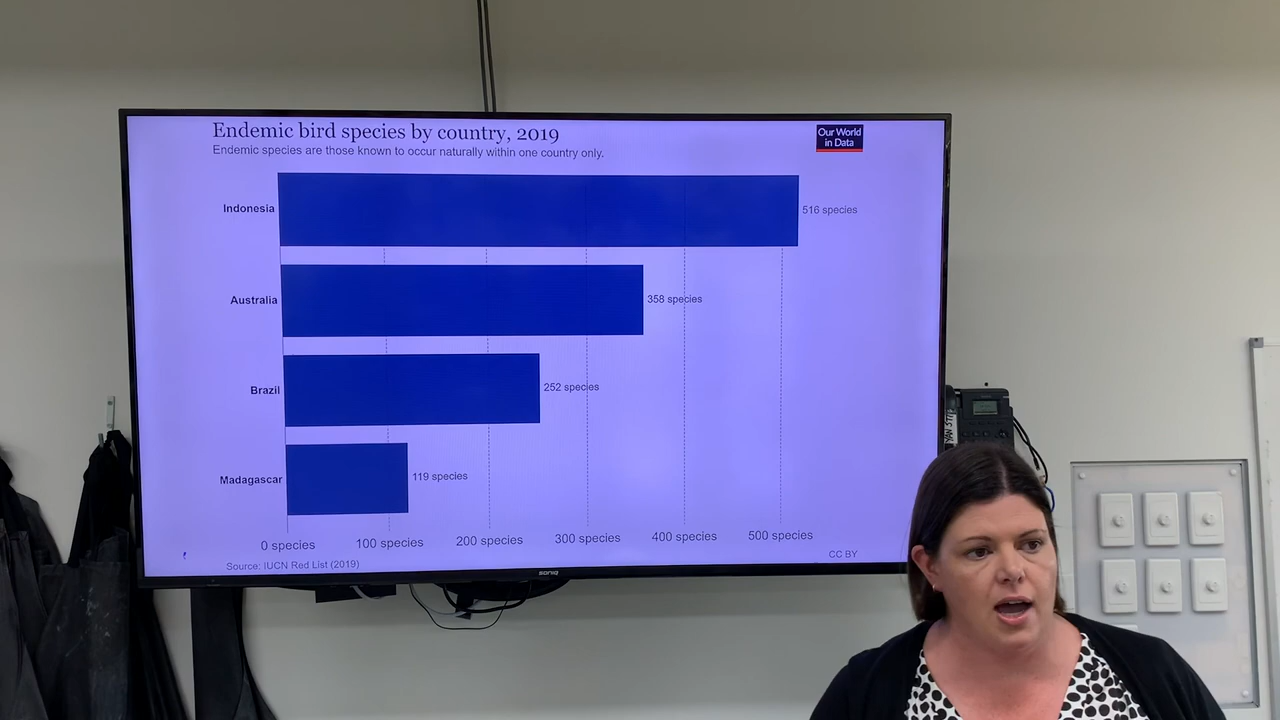 Endemic bird species by country, 2019
Endemic species are those known to occur naturally within one country only.
Our World
in Data
Indonesia
516 species
Australia
358 species
Brazil
252 species
Madagascar
119 species
0 species
100 species
200 species
300 species
400 species
500 species
Source: IUCN Red List (2019)
CC BY
soniq